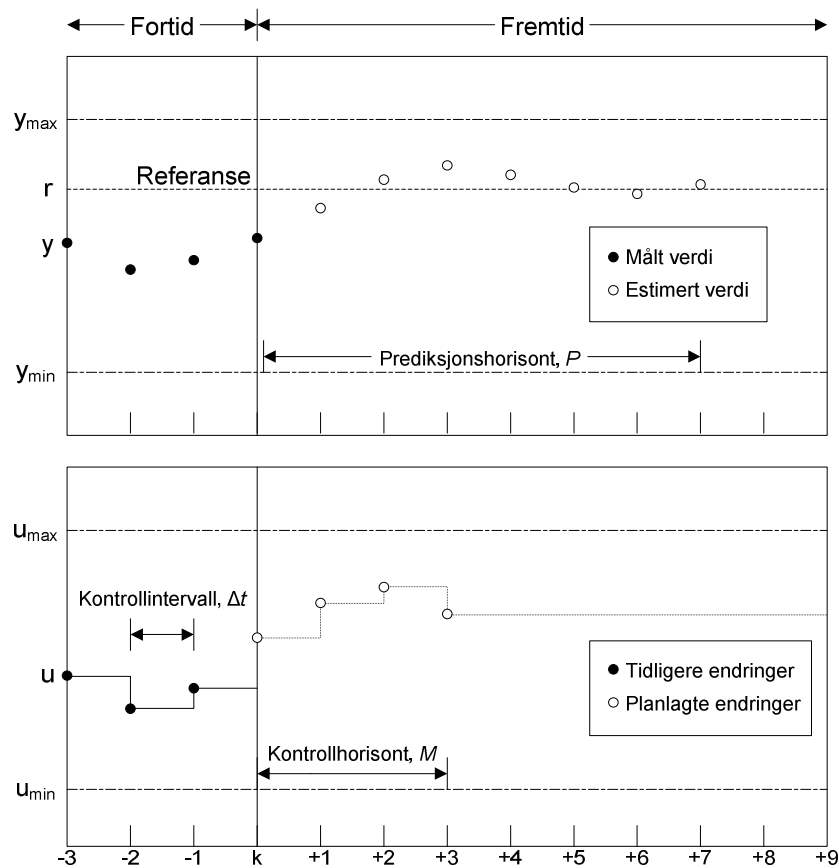 Fortid
Fremtid
ymax
Referanse
r
y
Målt verdi
Estimert verdi
Prediksjonshorisont, P
ymin
umax
Kontrollintervall, Δt
u
Tidligere endringer
Planlagte endringer
Kontrollhorisont, M
umin
-3 -2 -1 k +1 +2 +3 +4 +5 +6 +7 +8 +9